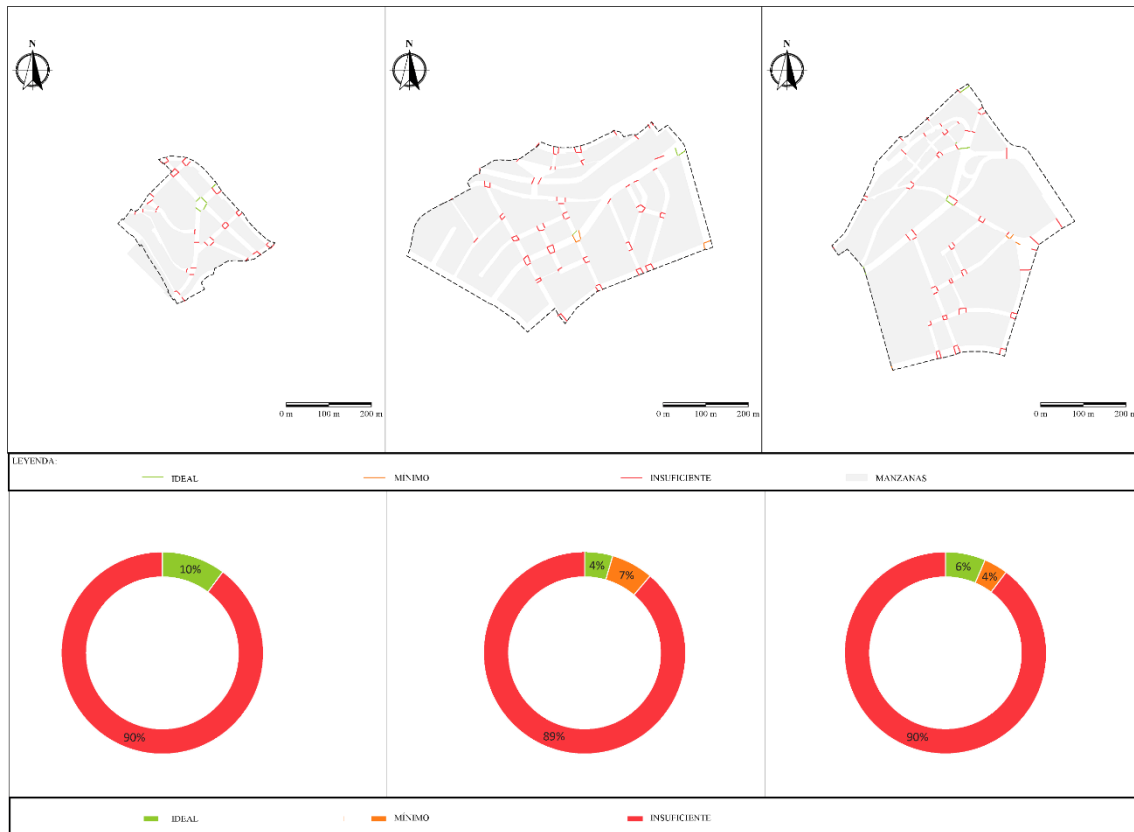 N
N
N
0 m 100 m 200 m
0 m 100 m 200 m
0 m 100 m 200 m
LEYENDA:
IDEAL MÍNIMO INSUFICIENTE MANZANAS
10%
90%
4%
7%
89%
6%
4%
90%
IDEAL MÍNIMO INSUFICIENTE